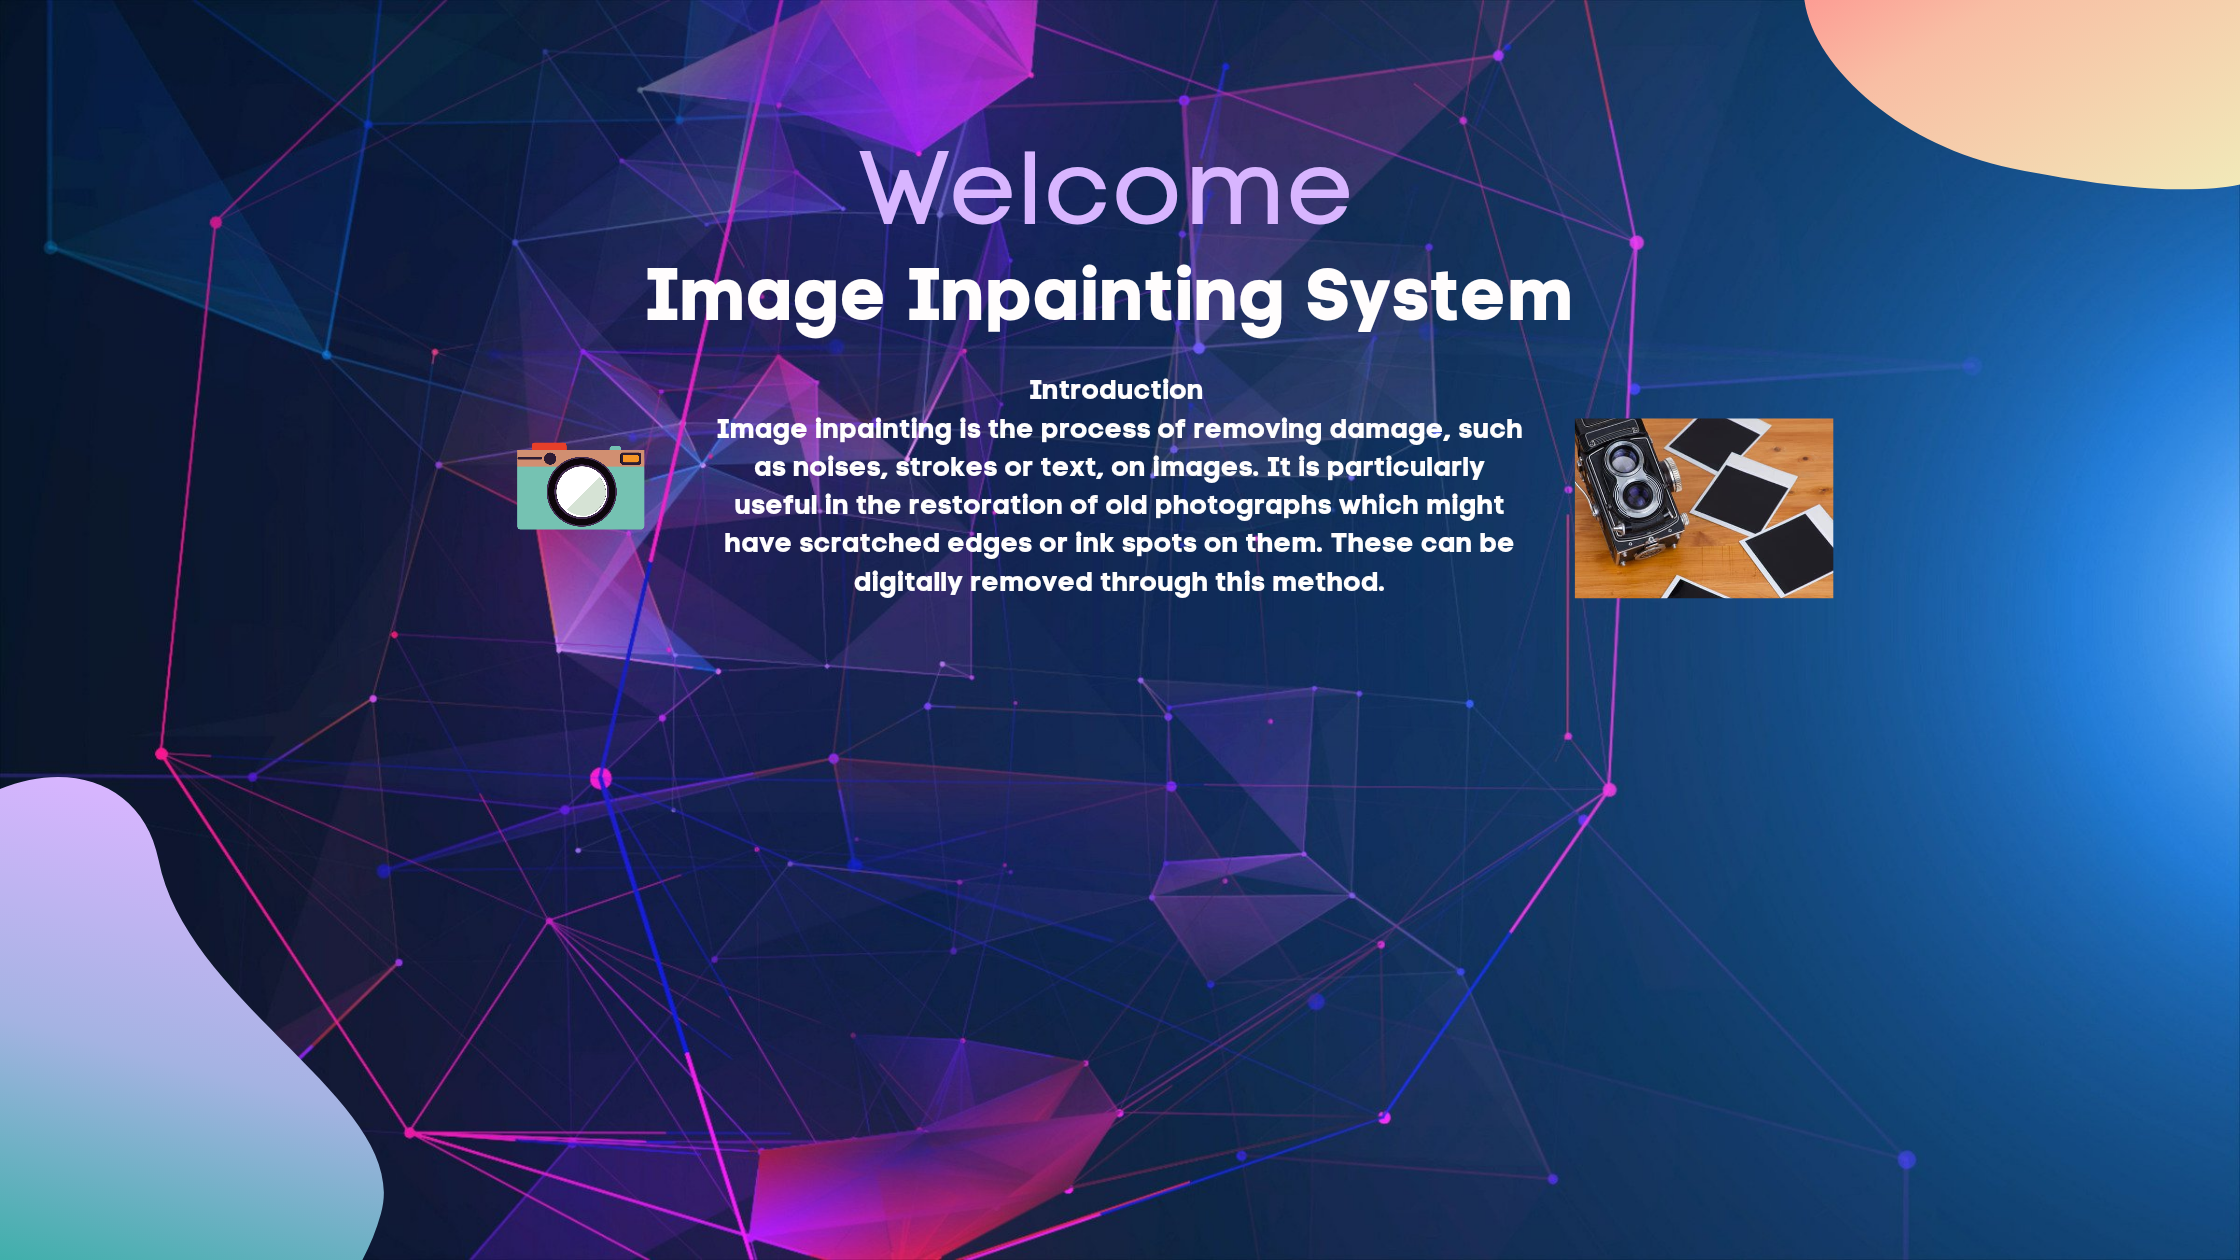 Welcome
Image Inpainting System
Introduction
Image inpainting is the process of removing damage, such
as noises, strokes or text, on images. It is particularly
useful in the restoration of old photographs which might
have scratched edges or ink spots on them. These can be
digitally removed through this method.